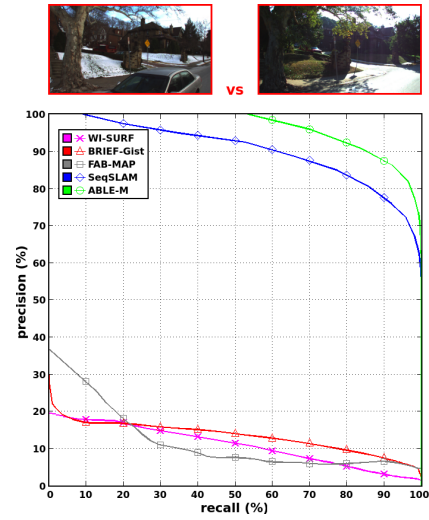 vs
100
90
80
70
60
50
40
30
20
10
0
precision (%)
WI-SURF
BRIEF-Gist
FAB-MAP
SeqSLAM
ABLE-M
0 10 20 30 40 50 60 70 80 90 100
recall (%)